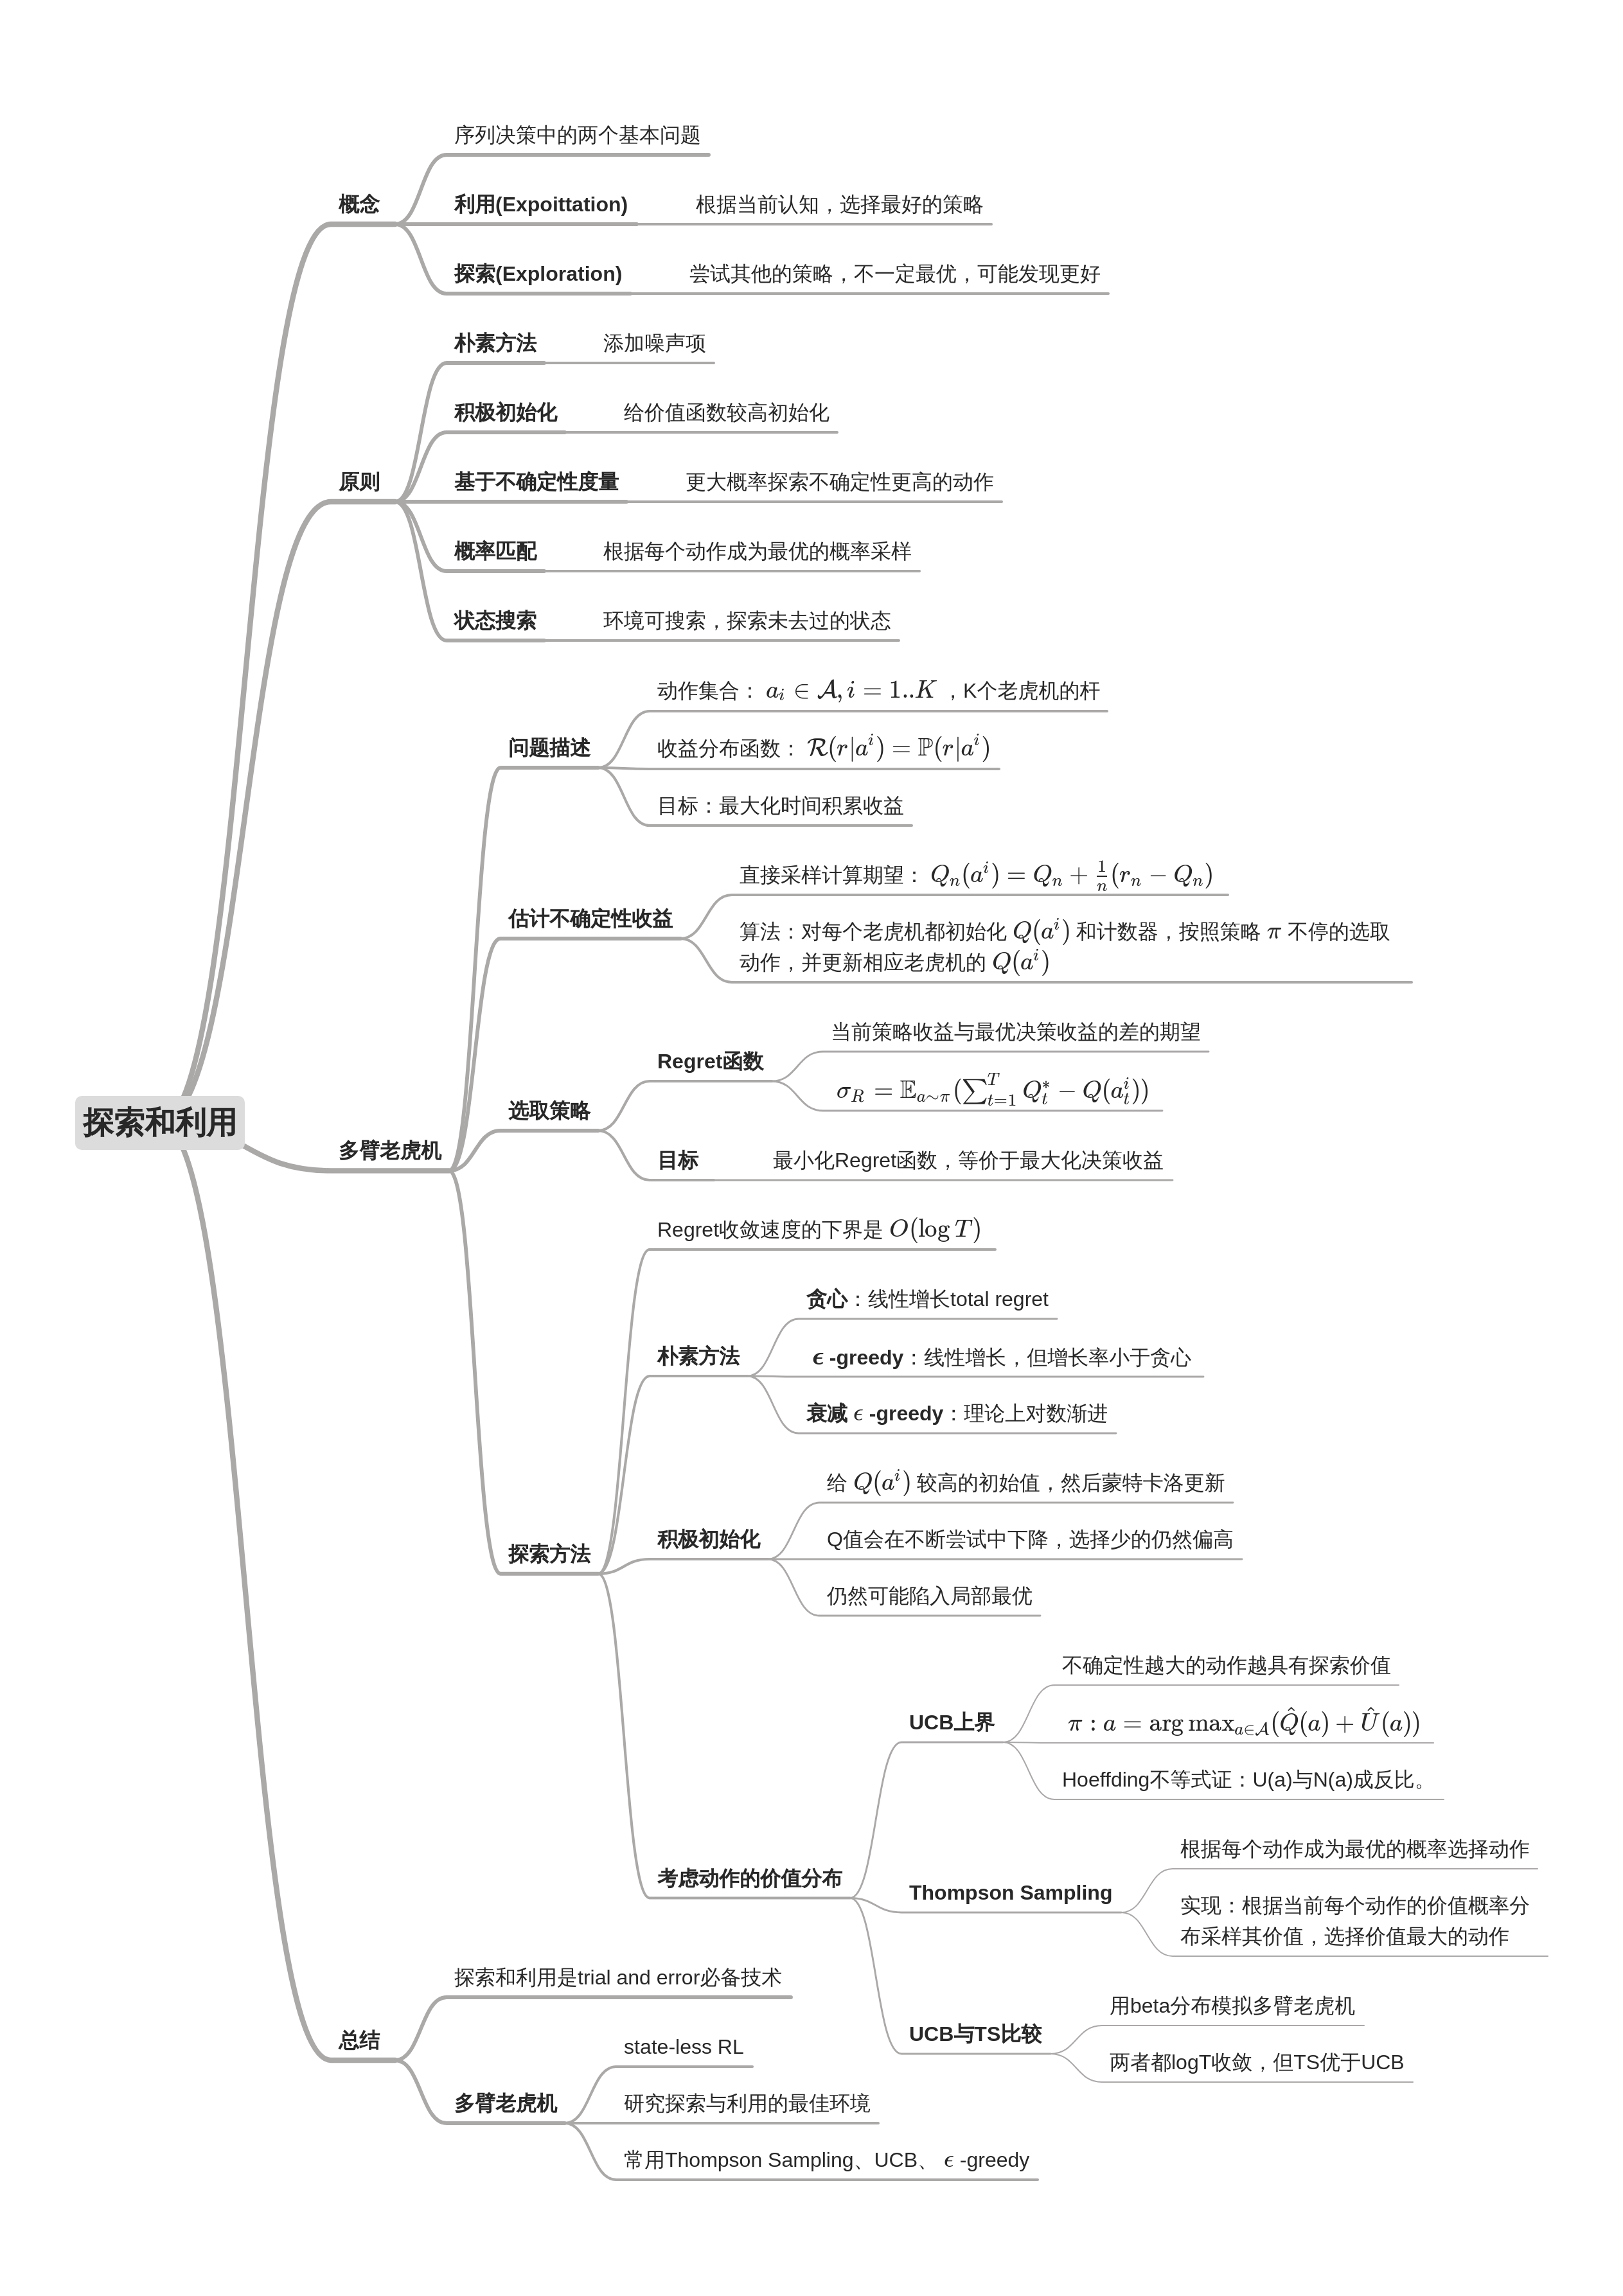 序列决策中的两个基本问题
概念
利用(Expoittation)
根据当前认知，选择最好的策略
探索(Exploration)
尝试其他的策略，不一定最优，可能发现更好
朴素方法
添加噪声项
积极初始化
给价值函数较高初始化
原则
基于不确定性度量
更大概率探索不确定性更高的动作
概率匹配
根据每个动作成为最优的概率采样
状态搜索
环境可搜索，探索未去过的状态
探索和利用
多臂老虎机
问题描述
动作集合： $a_i \in \mathcal{A}, i = 1..K$ ，K个老虎机的杆
收益分布函数： $\mathcal{R}(r|a^i) = \mathbb{P}(r|a^i)$
目标：最大化时间积累收益
估计不确定性收益
直接采样计算期望： $Q_n(a^i) = Q_n + \frac{1}{n}(r_n - Q_n)$
算法：对每个老虎机都初始化 $Q(a^i)$ 和计数器，按照策略 $\pi$ 不停的选取
动作，并更新相应老虎机的 $Q(a^i)$
选取策略
Regret函数
当前策略收益与最优决策收益的差的期望
$\sigma_R = \mathbb{E}_{a \sim \pi}(\sum_{t=1}^{T} Q_t^* - Q(a_t^i))$
目标
最小化Regret函数，等价于最大化决策收益
探索方法
Regret收敛速度的下界是 $O(\log T)$
朴素方法
贪心：线性增长total regret
$\epsilon$ -greedy：线性增长，但增长率小于贪心
衰减 $\epsilon$ -greedy：理论上对数渐进
积极初始化
给 $Q(a^i)$ 较高的初始值，然后蒙特卡洛更新
Q值会在不断尝试中下降，选择少的仍然偏高
仍然可能陷入局部最优
考虑动作的价值分布
UCB上界
不确定性越大的动作越具有探索价值
$\pi : a = \arg\max_{a \in \mathcal{A}}(\hat{Q}(a) + \hat{U}(a))$
Hoeffding不等式证：U(a)与N(a)成反比。
Thompson Sampling
根据每个动作成为最优的概率选择动作
实现：根据当前每个动作的价值概率分
布采样其价值，选择价值最大的动作
UCB与TS比较
用beta分布模拟多臂老虎机
两者都logT收敛，但TS优于UCB
总结
探索和利用是trial and error必备技术
多臂老虎机
state-less RL
研究探索与利用的最佳环境
常用Thompson Sampling、UCB、 $\epsilon$ -greedy